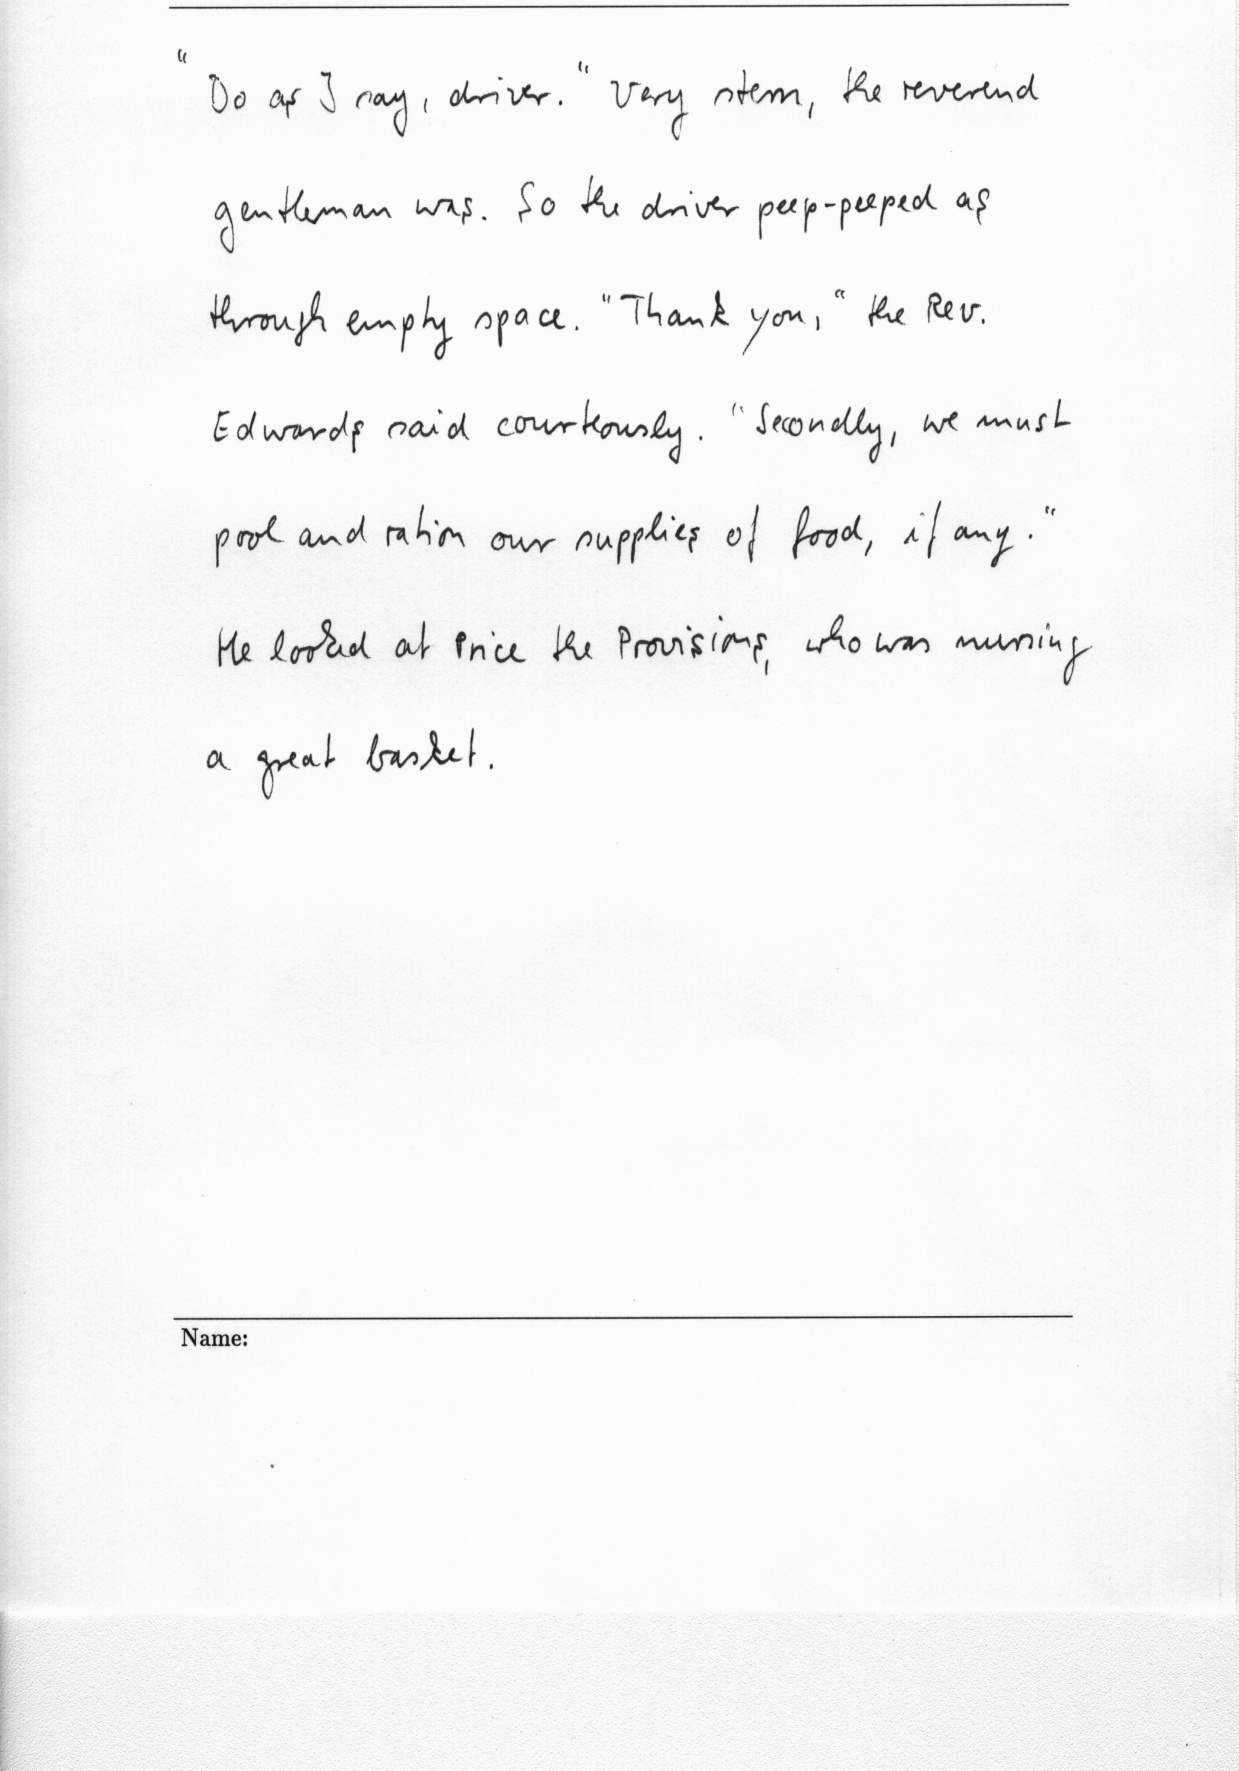 "Do as I say, driver." Very stern, the reverend
gentleman was. So the driver peep-peeped as
through empty space. "Thank you," the Rev.
Edwards said courteously. "Secondly, we must
pool and ration our supplies of food, if any."
He looked at Price the Provisions, who was nursing
a great basket.
Name: